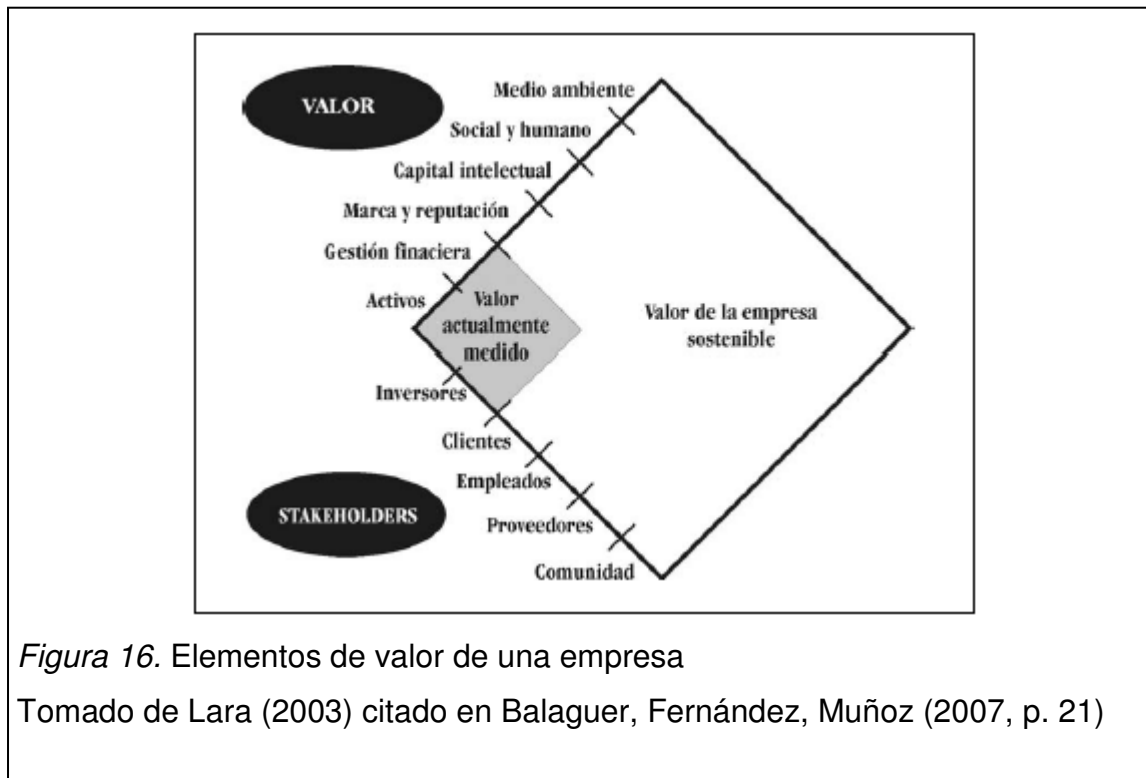 VALOR
Medio ambiente
Social y humano
Capital intelectual
Marca y reputación
Gestión finaciera
Activos
Valor
actualmente
medido
Valor de la empresa
sostenible
Inversores
Clientes
Empleados
Proveedores
Comunidad
STAKEHOLDERS
Figura 16. Elementos de valor de una empresa
Tomado de Lara (2003) citado en Balaguer, Fernández, Muñoz (2007, p. 21)